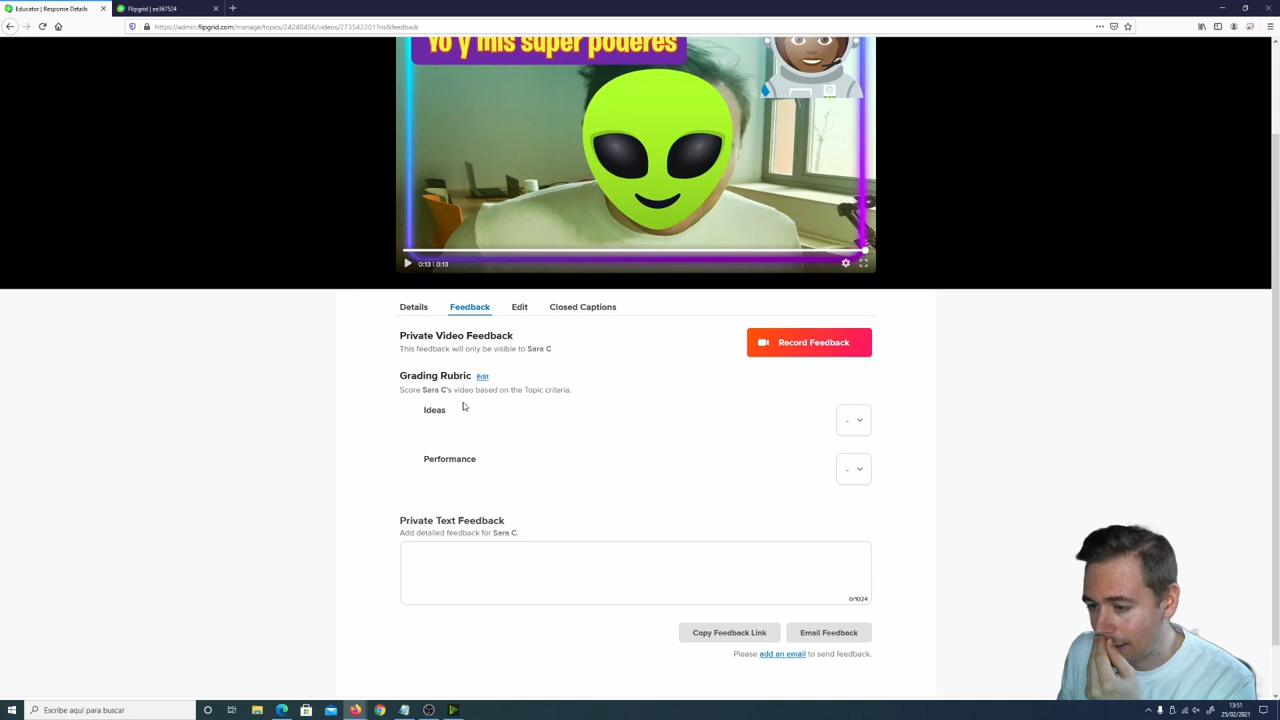 Educator | Response Details
Flipgrid | ee367524
https://admin.flipgrid.com/manage/topics/24240456/videos/273542201?ns&feedback
Yo y mis super poderes
0:13 | 0:13
Details Feedback Edit Closed Captions
Private Video Feedback
This feedback will only be visible to Sara C
Record Feedback
Grading Rubric Edit
Score Sara C's video based on the Topic criteria.
Ideas
-
Performance
-
Private Text Feedback
Add detailed feedback for Sara C.
0/1024
Copy Feedback Link Email Feedback
Please add an email to send feedback.
Escribe aquí para buscar
13:51
25/02/2021